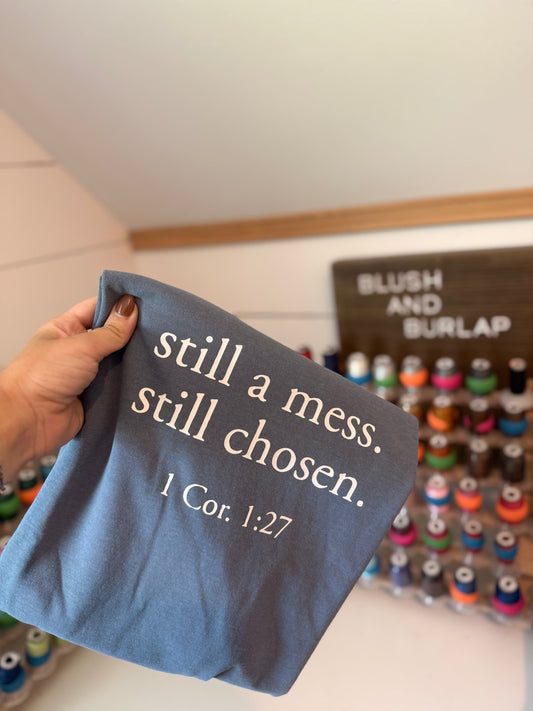 BLUSH
AND
BURLAP
still a mess.
still chosen.
1 Cor. 1:27